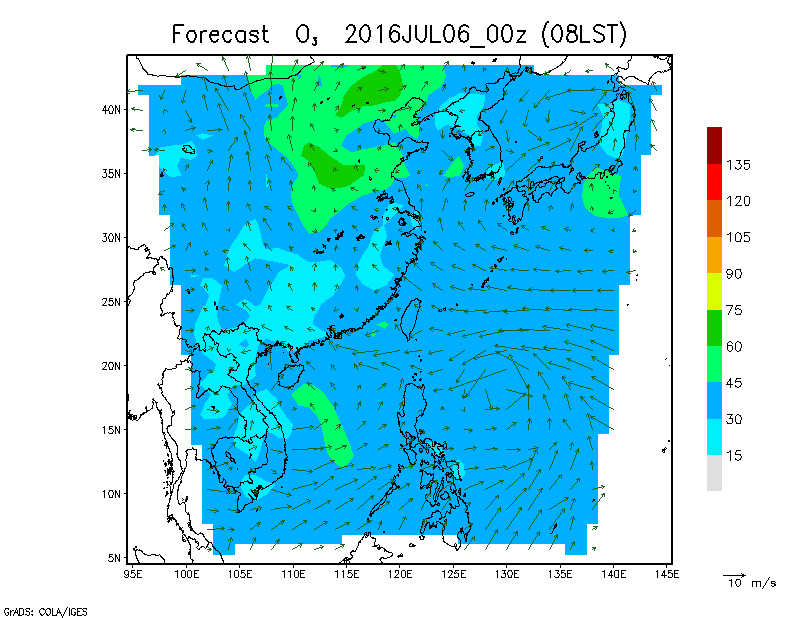 Forecast O₃ 2016JUL06_00z (08LST)
40N
35N
30N
25N
20N
15N
10N
5N
95E 100E 105E 110E 115E 120E 125E 130E 135E 140E 145E
135
120
105
90
75
60
45
30
15
10 m/s
GrADS: COLA/IGES